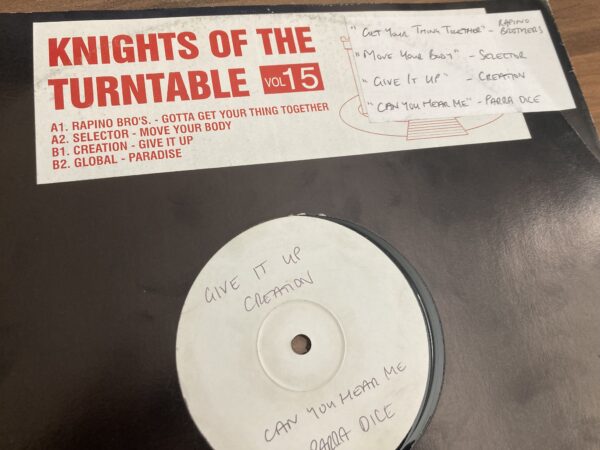 KNIGHTS OF THE
TURNTABLE VOL 15
A1. RAPINO BRO'S. - GOTTA GET YOUR THING TOGETHER
A2. SELECTOR - MOVE YOUR BODY
B1. CREATION - GIVE IT UP
B2. GLOBAL - PARADISE
"GET YOUR THING TOGETHER" - RAPINO BROTHERS
"MOVE YOUR BODY" - SELECTOR
"GIVE IT UP" - CREATION
"CAN YOU HEAR ME" - PARRA DICE
GIVE IT UP
CREATION
CAN YOU HEAR ME
PARRA DICE